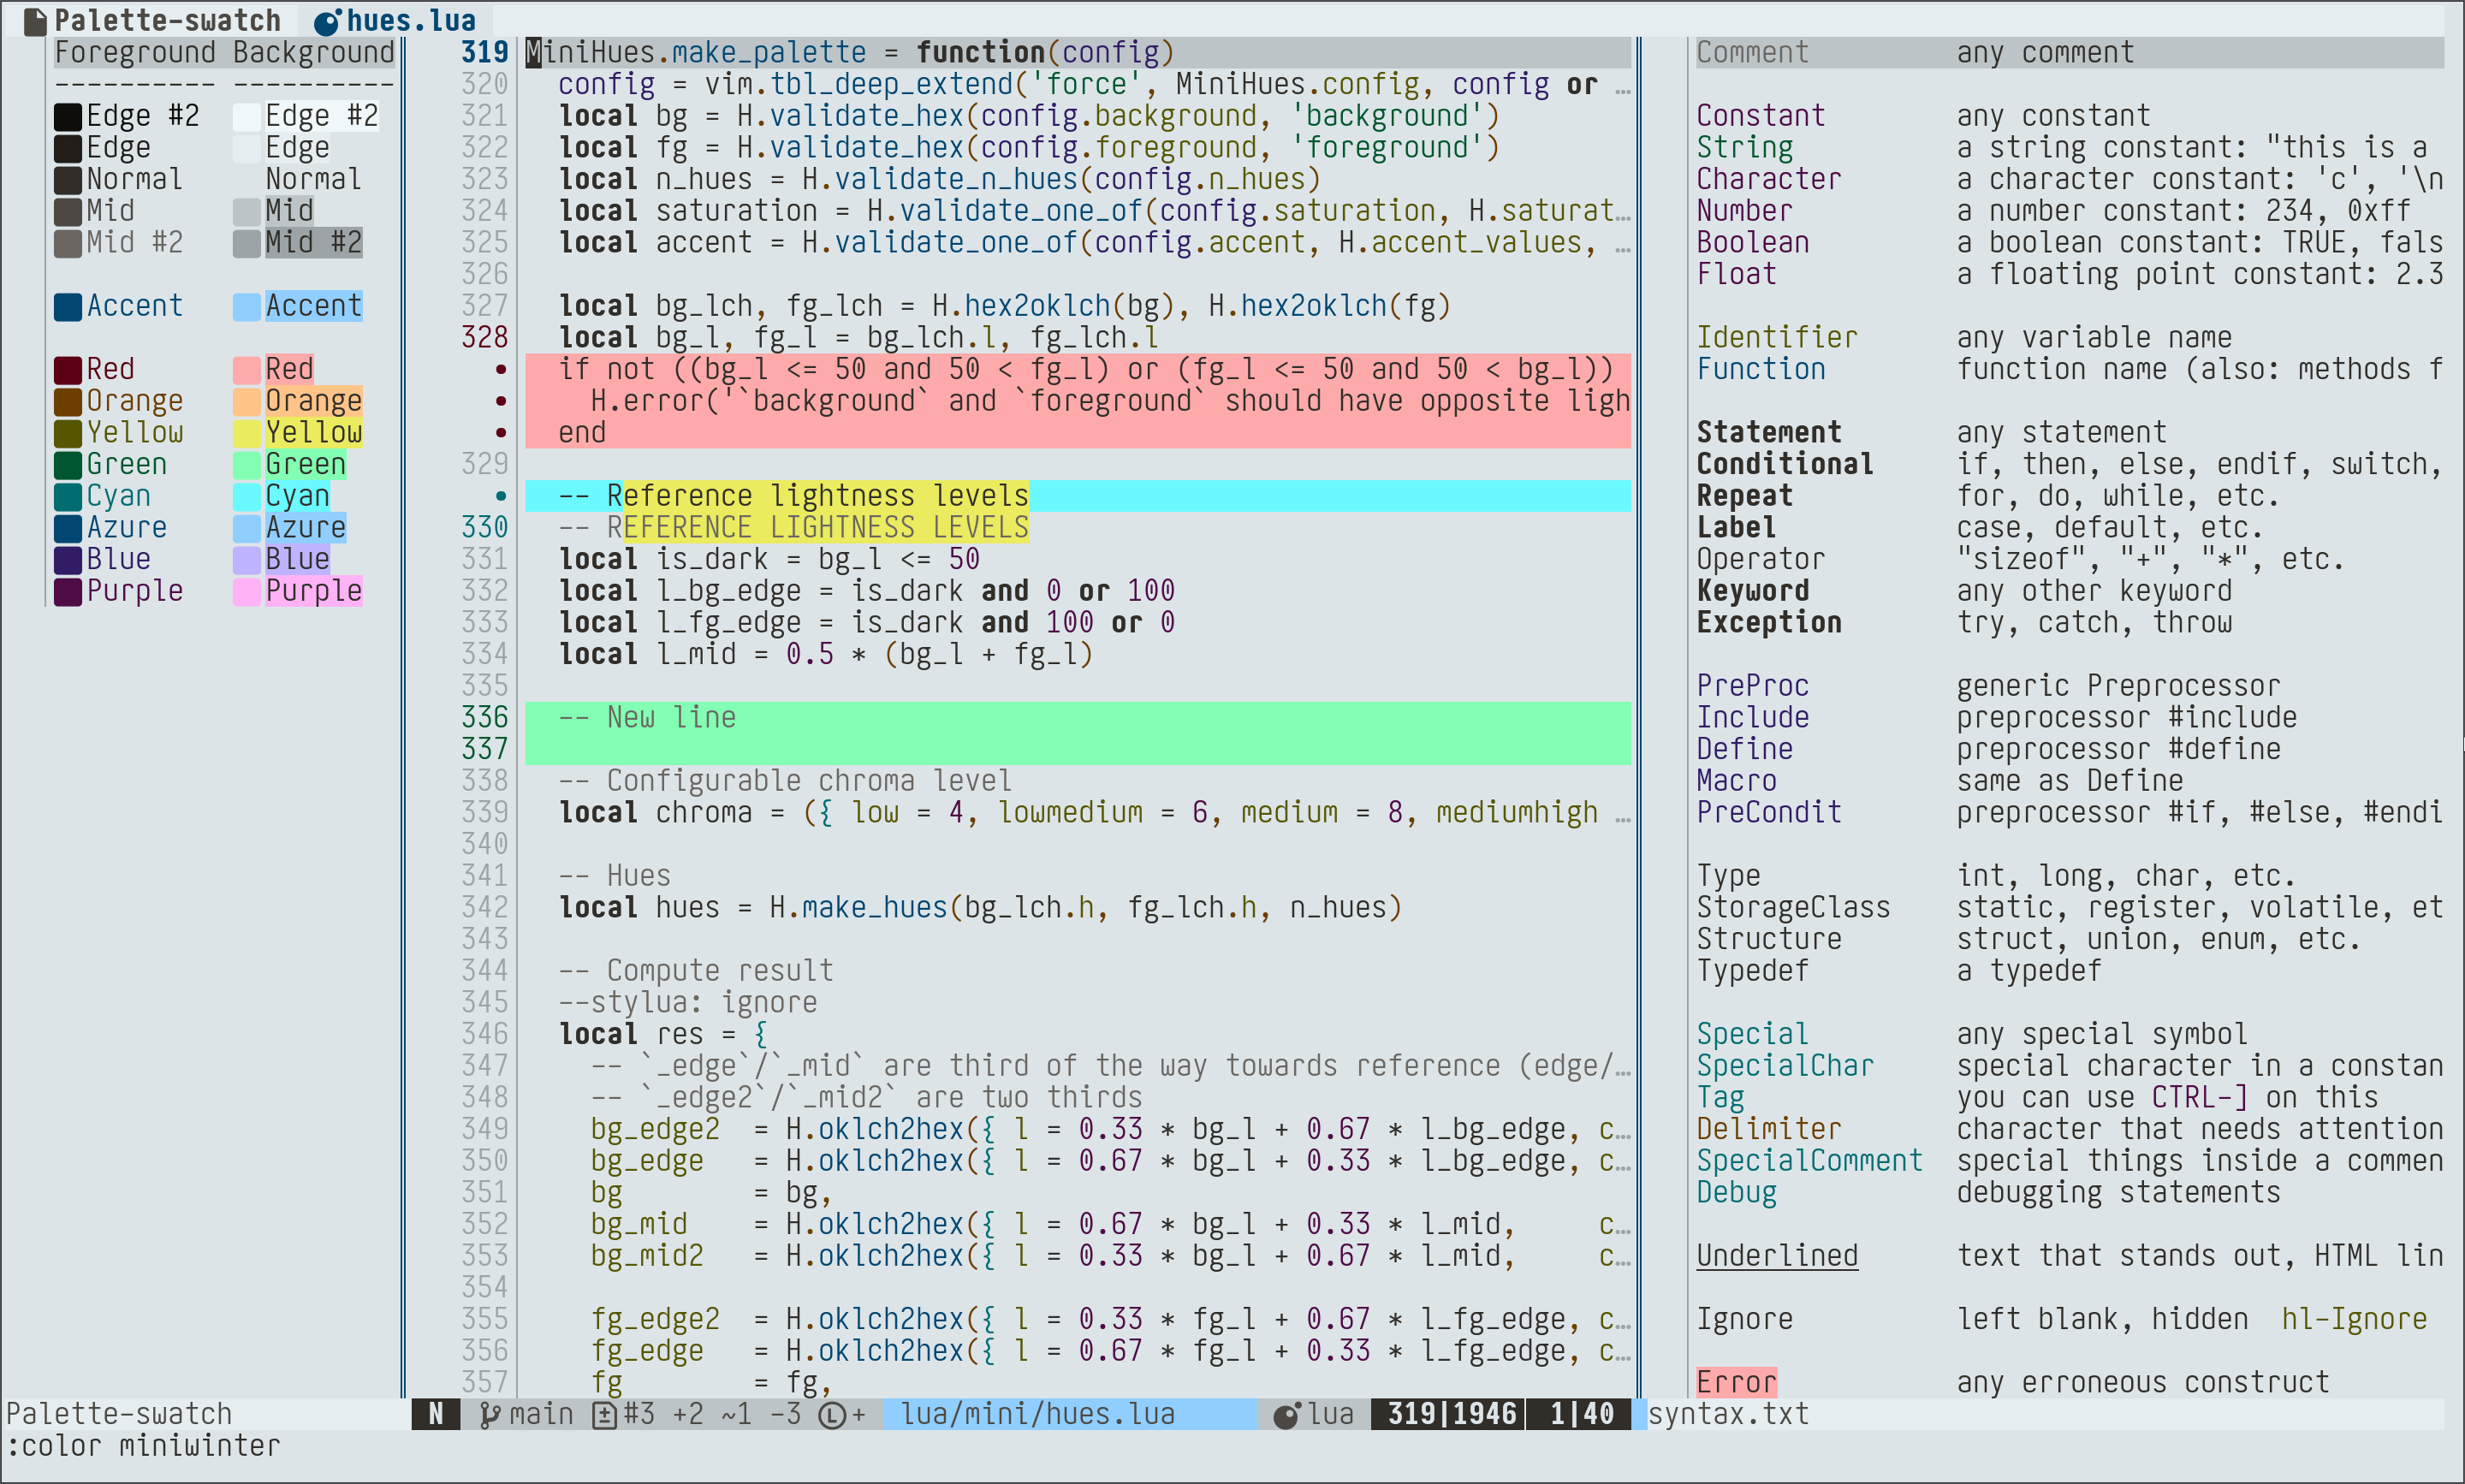 Palette-swatch hues.lua
Foreground Background
---------- ----------
Edge #2 Edge #2
Edge Edge
Normal Normal
Mid Mid
Mid #2 Mid #2
Accent Accent
Red Red
Orange Orange
Yellow Yellow
Green Green
Cyan Cyan
Azure Azure
Blue Blue
Purple Purple
319 MiniHues.make_palette = function(config)
320 config = vim.tbl_deep_extend('force', MiniHues.config, config or …
321 local bg = H.validate_hex(config.background, 'background')
322 local fg = H.validate_hex(config.foreground, 'foreground')
323 local n_hues = H.validate_n_hues(config.n_hues)
324 local saturation = H.validate_one_of(config.saturation, H.saturat…
325 local accent = H.validate_one_of(config.accent, H.accent_values, …
326
327 local bg_lch, fg_lch = H.hex2oklch(bg), H.hex2oklch(fg)
328 local bg_l, fg_l = bg_lch.l, fg_lch.l
• if not ((bg_l <= 50 and 50 < fg_l) or (fg_l <= 50 and 50 < bg_l))
• H.error('`background` and `foreground` should have opposite ligh
• end
329
• -- Reference lightness levels
330 -- REFERENCE LIGHTNESS LEVELS
331 local is_dark = bg_l <= 50
332 local l_bg_edge = is_dark and 0 or 100
333 local l_fg_edge = is_dark and 100 or 0
334 local l_mid = 0.5 * (bg_l + fg_l)
335
336 -- New line
337
338 -- Configurable chroma level
339 local chroma = ({ low = 4, lowmedium = 6, medium = 8, mediumhigh …
340
341 -- Hues
342 local hues = H.make_hues(bg_lch.h, fg_lch.h, n_hues)
343
344 -- Compute result
345 --stylua: ignore
346 local res = {
347 -- `_edge`/`_mid` are third of the way towards reference (edge/…
348 -- `_edge2`/`_mid2` are two thirds
349 bg_edge2 = H.oklch2hex({ l = 0.33 * bg_l + 0.67 * l_bg_edge, c…
350 bg_edge = H.oklch2hex({ l = 0.67 * bg_l + 0.33 * l_bg_edge, c…
351 bg = bg,
352 bg_mid = H.oklch2hex({ l = 0.67 * bg_l + 0.33 * l_mid, c…
353 bg_mid2 = H.oklch2hex({ l = 0.33 * bg_l + 0.67 * l_mid, c…
354
355 fg_edge2 = H.oklch2hex({ l = 0.33 * fg_l + 0.67 * l_fg_edge, c…
356 fg_edge = H.oklch2hex({ l = 0.67 * fg_l + 0.33 * l_fg_edge, c…
357 fg = fg,
Comment any comment
Constant any constant
String a string constant: "this is a
Character a character constant: 'c', '\n
Number a number constant: 234, 0xff
Boolean a boolean constant: TRUE, fals
Float a floating point constant: 2.3
Identifier any variable name
Function function name (also: methods f
Statement any statement
Conditional if, then, else, endif, switch,
Repeat for, do, while, etc.
Label case, default, etc.
Operator "sizeof", "+", "*", etc.
Keyword any other keyword
Exception try, catch, throw
PreProc generic Preprocessor
Include preprocessor #include
Define preprocessor #define
Macro same as Define
PreCondit preprocessor #if, #else, #endi
Type int, long, char, etc.
StorageClass static, register, volatile, et
Structure struct, union, enum, etc.
Typedef a typedef
Special any special symbol
SpecialChar special character in a constan
Tag you can use CTRL-] on this
Delimiter character that needs attention
SpecialComment special things inside a commen
Debug debugging statements
Underlined text that stands out, HTML lin
Ignore left blank, hidden hl-Ignore
Error any erroneous construct
Palette-swatch N main #3 +2 ~1 -3 Ⓛ+ lua/mini/hues.lua lua 319|1946 1|40 syntax.txt
:color miniwinter